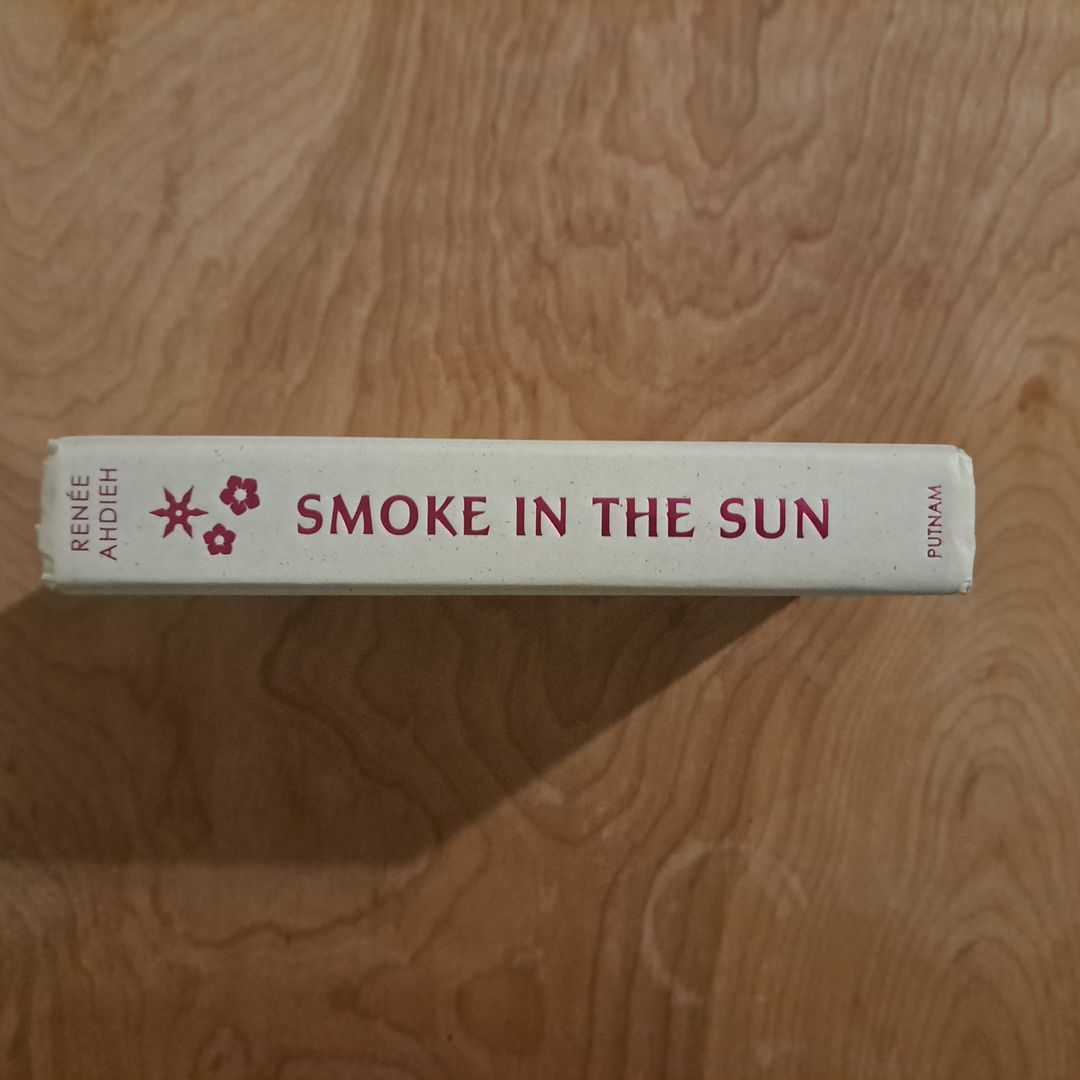 RENÉE
AHDIEH
SMOKE IN THE SUN
PUTNAM